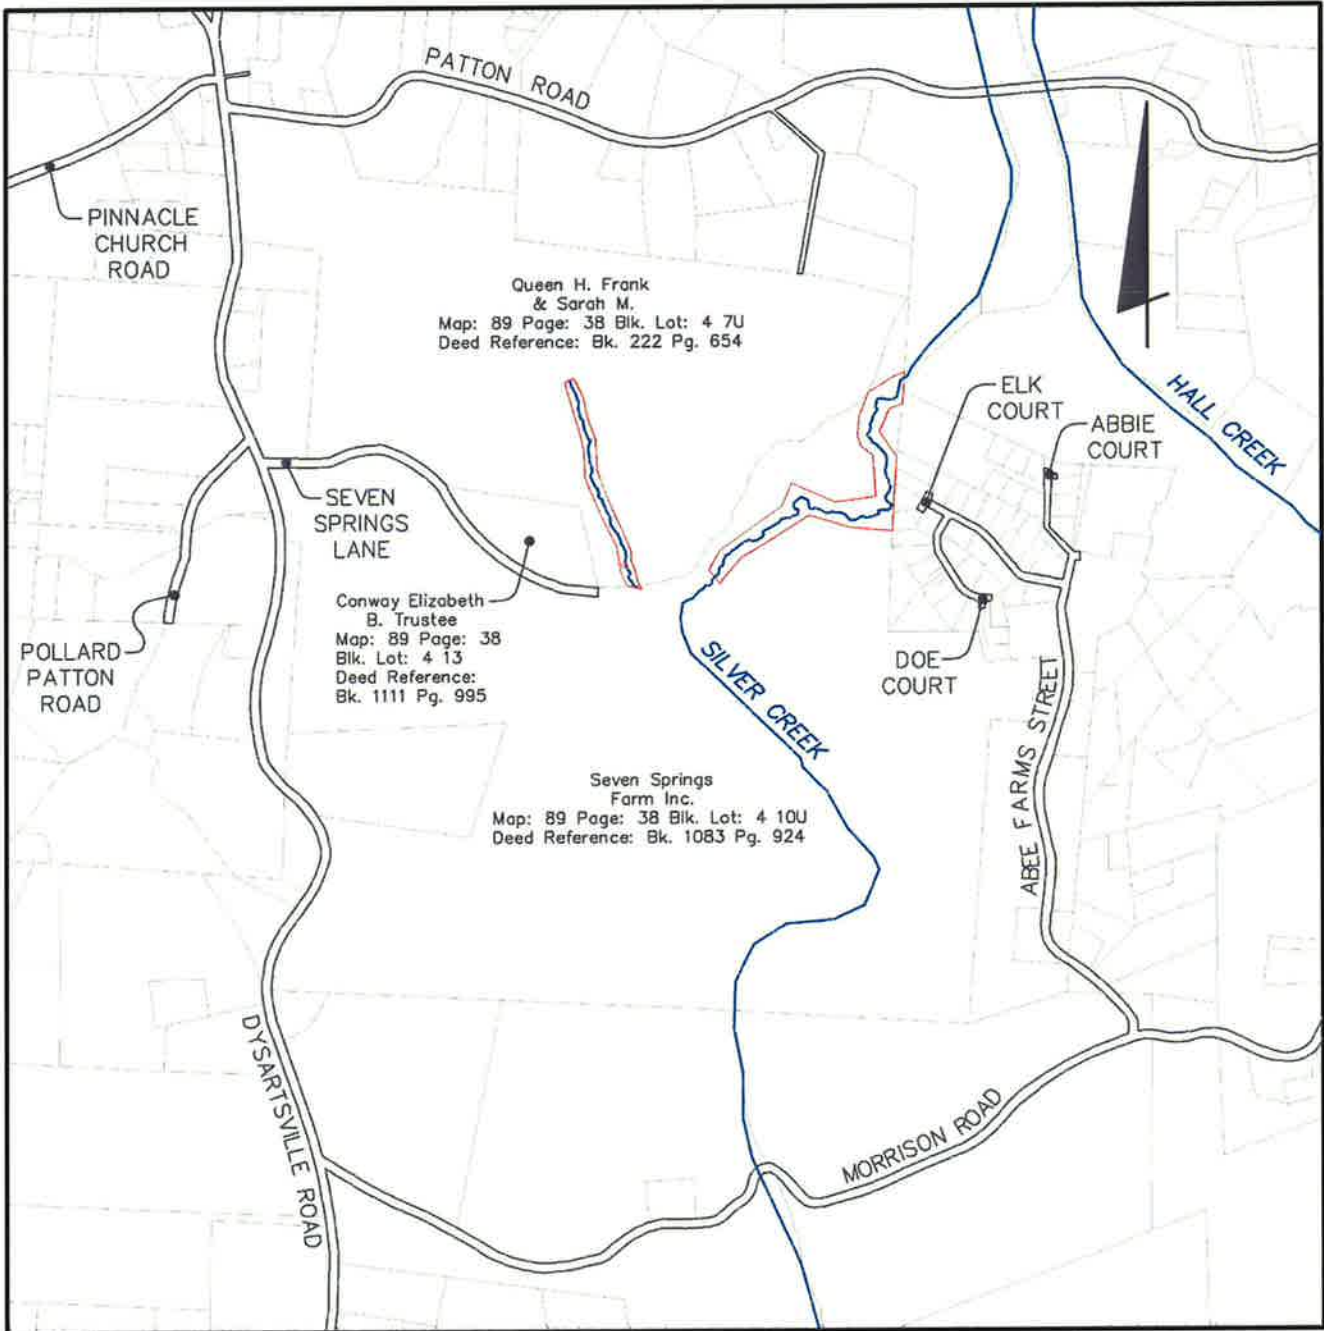 PATTON ROAD
PINNACLE
CHURCH
ROAD
Queen H. Frank
& Sarah M.
Map: 89 Page: 38 Blk. Lot: 4 7U
Deed Reference: Bk. 222 Pg. 654
ELK
COURT
ABBIE
COURT
HALL CREEK
SEVEN
SPRINGS
LANE
Conway Elizabeth
B. Trustee
Map: 89 Page: 38
Blk. Lot: 4 13
Deed Reference:
Bk. 1111 Pg. 995
POLLARD
PATTON
ROAD
SILVER CREEK
DOE
COURT
ABEE FARMS STREET
Seven Springs
Farm Inc.
Map: 89 Page: 38 Blk. Lot: 4 10U
Deed Reference: Bk. 1083 Pg. 924
DYSARTSVILLE ROAD
MORRISON ROAD